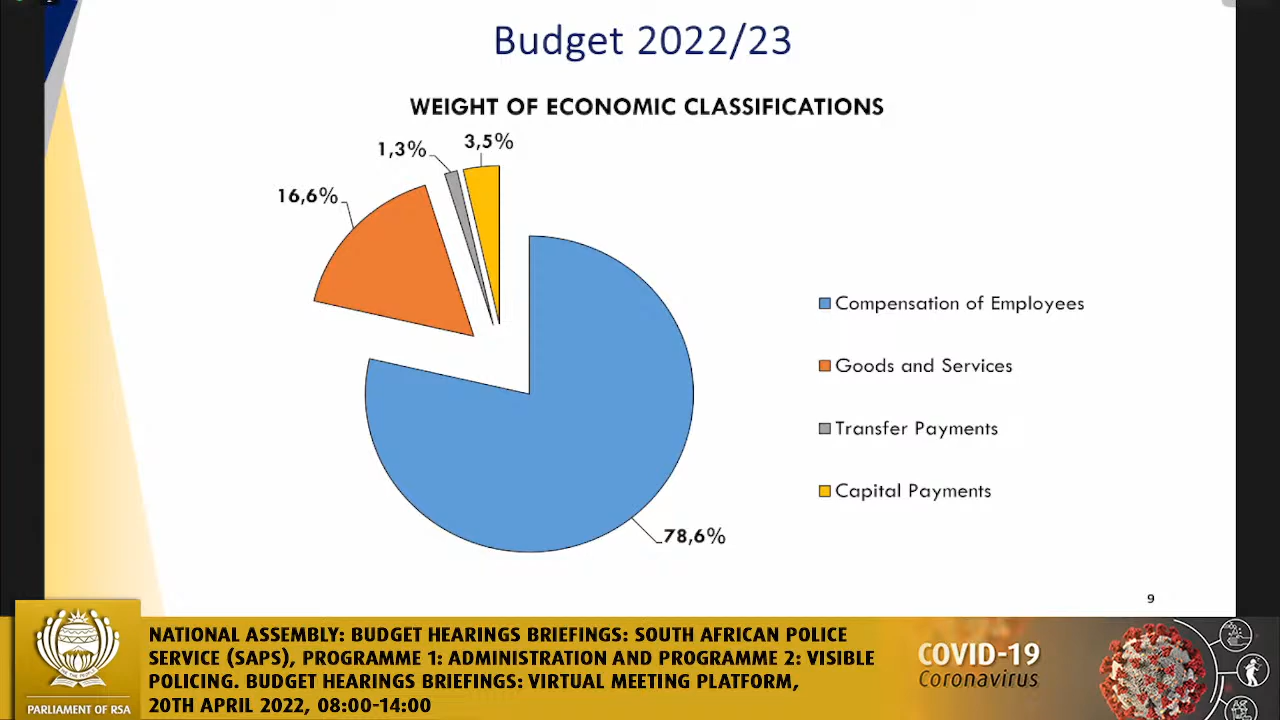 Budget 2022/23
WEIGHT OF ECONOMIC CLASSIFICATIONS
1,3%
3,5%
16,6%
78,6%
Compensation of Employees
Goods and Services
Transfer Payments
Capital Payments
9
NATIONAL ASSEMBLY: BUDGET HEARINGS BRIEFINGS: SOUTH AFRICAN POLICE
SERVICE (SAPS), PROGRAMME 1: ADMINISTRATION AND PROGRAMME 2: VISIBLE
POLICING. BUDGET HEARINGS BRIEFINGS: VIRTUAL MEETING PLATFORM,
20TH APRIL 2022, 08:00-14:00
PARLIAMENT OF RSA
COVID-19
Coronavirus